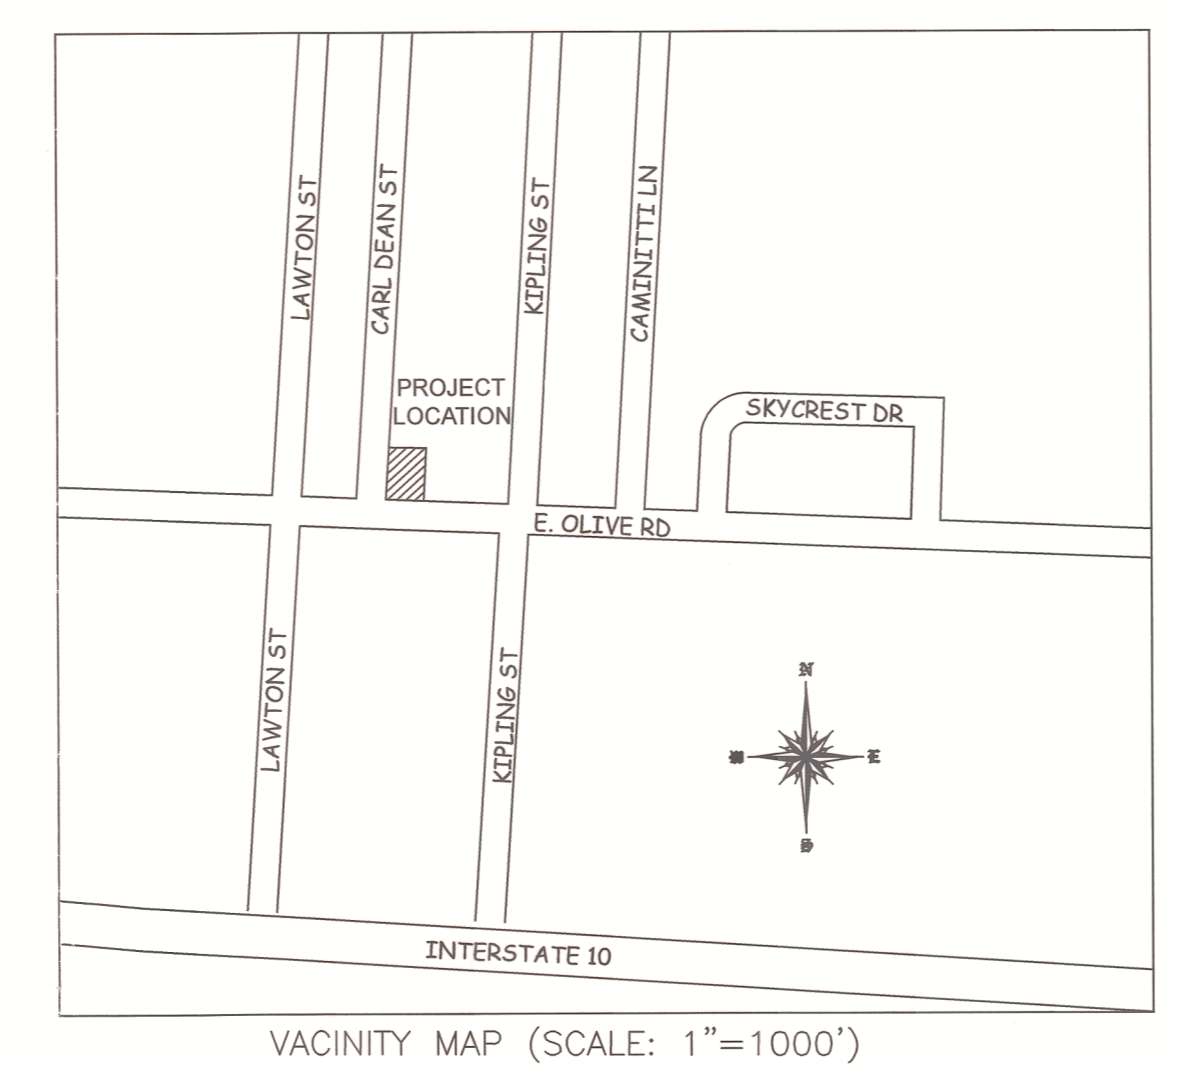 LAWTON ST
CARL DEAN ST
KIPLING ST
CAMINITTI LN
PROJECT
LOCATION
SKYCREST DR
E. OLIVE RD
LAWTON ST
KIPLING ST
N
W E
S
INTERSTATE 10
VACINITY MAP (SCALE: 1"=1000')